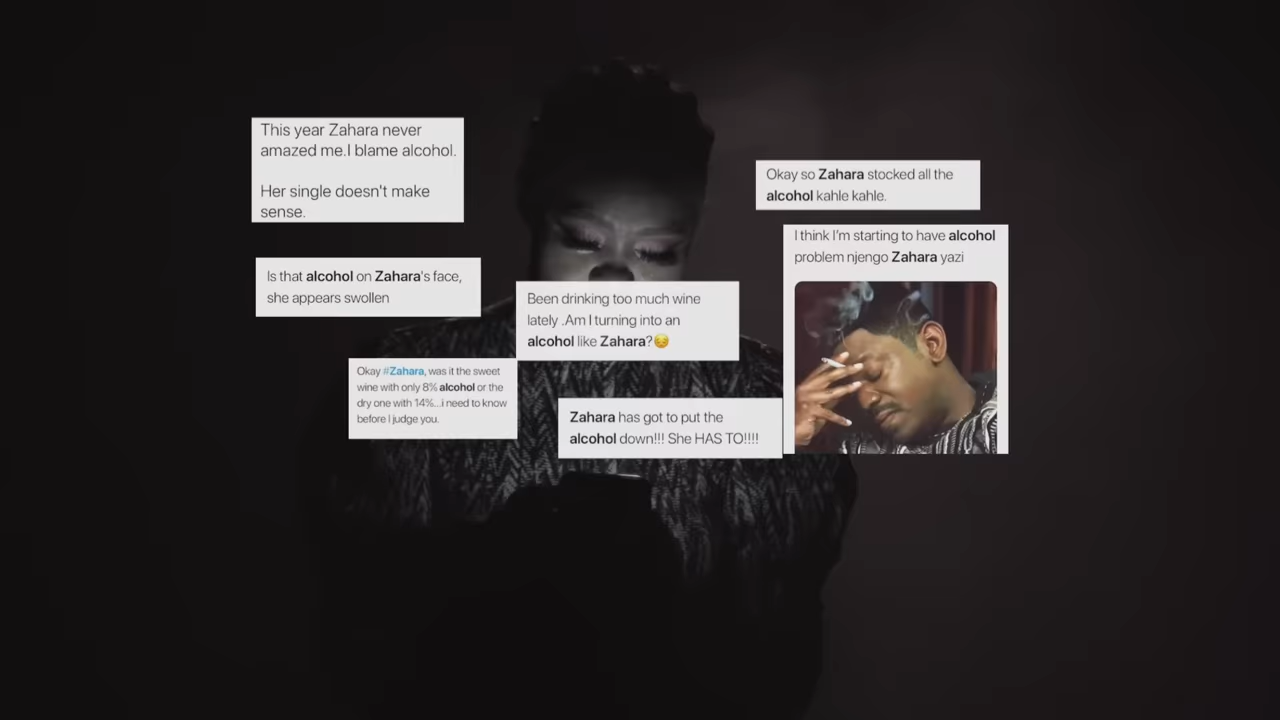 This year Zahara never
amazed me.I blame alcohol.
Her single doesn't make
sense.
Is that alcohol on Zahara's face,
she appears swollen
Okay #Zahara, was it the sweet
wine with only 8% alcohol or the
dry one with 14%...i need to know
before I judge you.
Been drinking too much wine
lately .Am I turning into an
alcohol like Zahara?😔
Zahara has got to put the
alcohol down!!! She HAS TO!!!!
Okay so Zahara stocked all the
alcohol kahle kahle.
I think I'm starting to have alcohol
problem njengo Zahara yazi